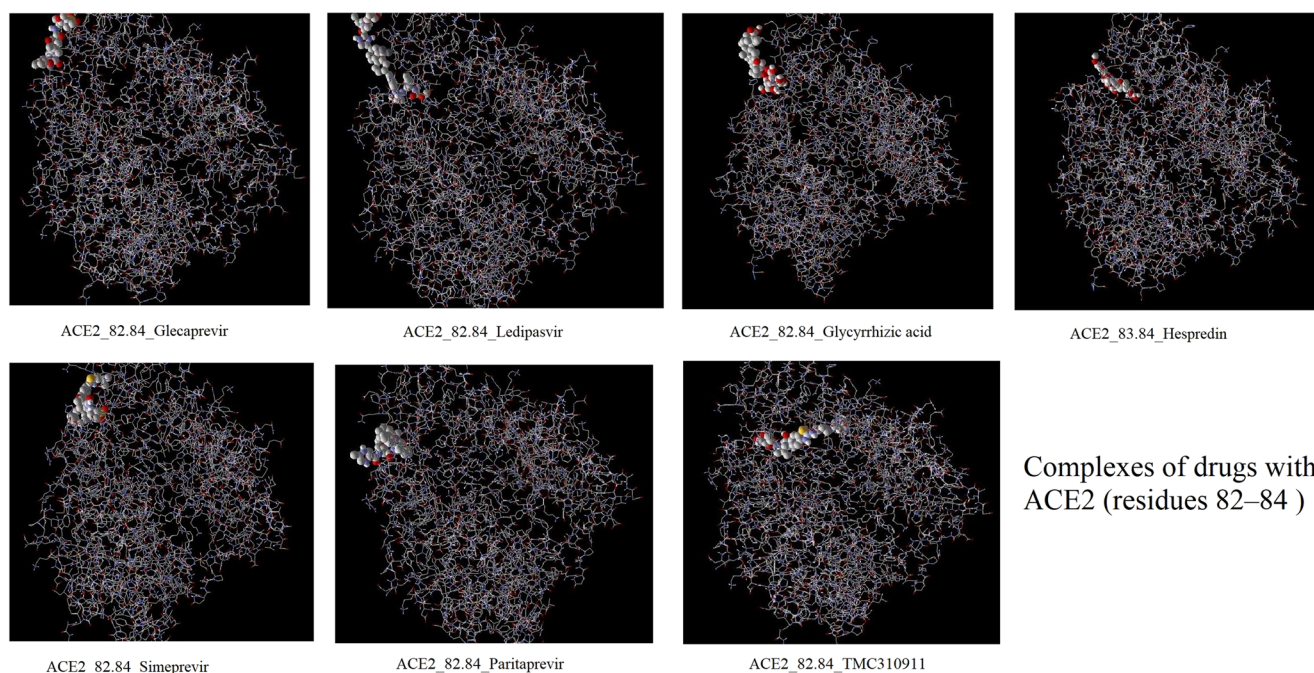 ACE2_82.84_Glecaprevir
ACE2_82.84_Ledipasvir
ACE2_82.84_Glycyrrhizic acid
ACE2_83.84_Hespredin
ACE2_82.84_Simeprevir
ACE2_82.84_Paritaprevir
ACE2_82.84_TMC310911
Complexes of drugs with
ACE2 (residues 82–84 )